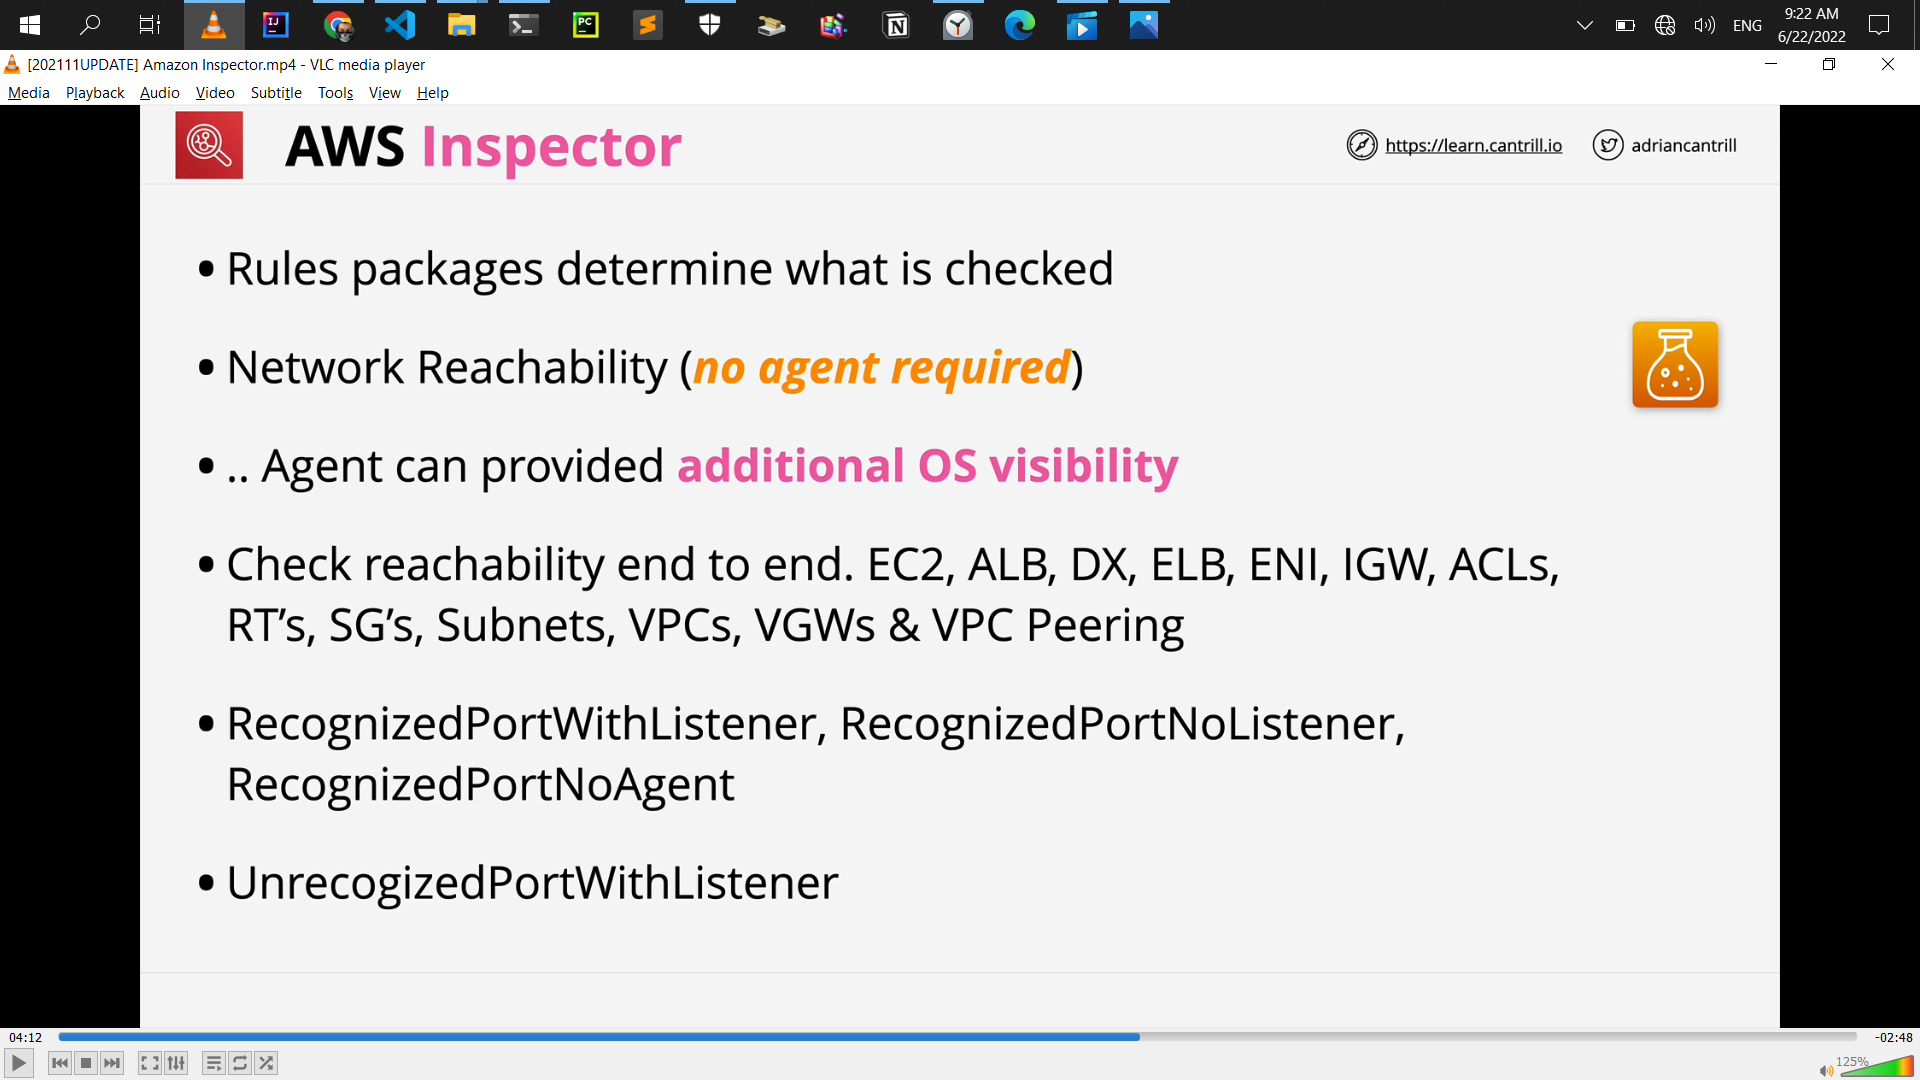 9:22 AM
ENG
6/22/2022
[202111UPDATE] Amazon Inspector.mp4 - VLC media player
Media Playback Audio Video Subtitle Tools View Help
AWS Inspector
https://learn.cantrill.io
adriancantrill
• Rules packages determine what is checked
• Network Reachability (no agent required)
• .. Agent can provided additional OS visibility
• Check reachability end to end. EC2, ALB, DX, ELB, ENI, IGW, ACLs,
RT’s, SG’s, Subnets, VPCs, VGWs & VPC Peering
• RecognizedPortWithListener, RecognizedPortNoListener,
RecognizedPortNoAgent
• UnrecogizedPortWithListener
04:12
-02:48
125%